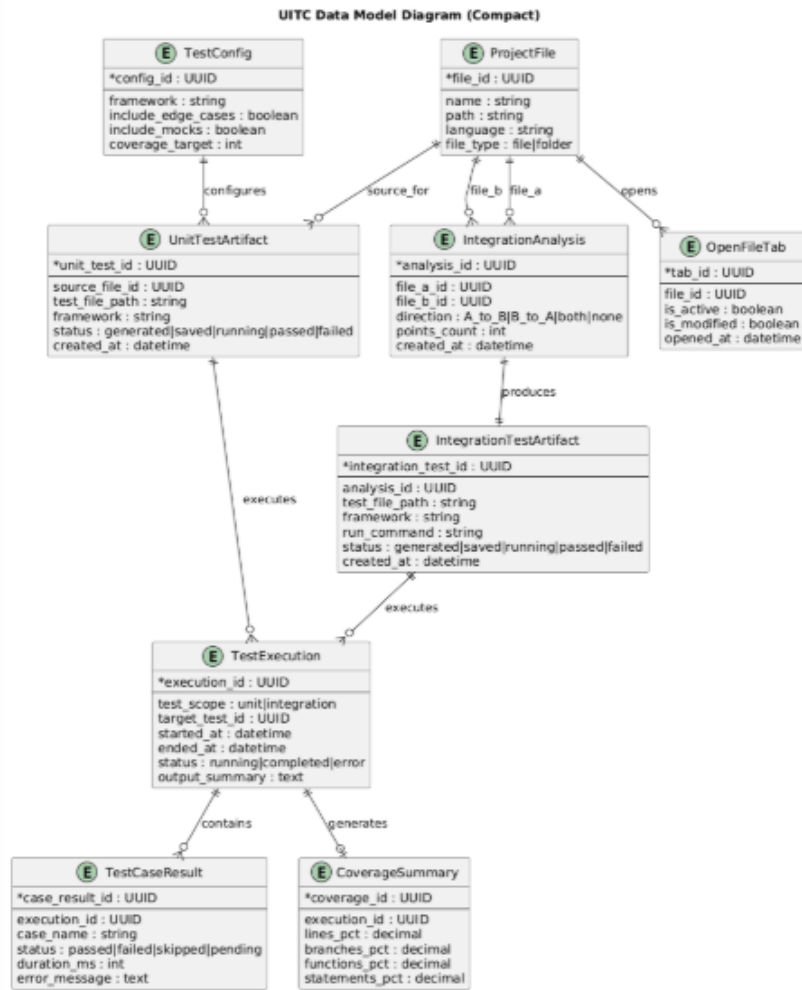 UITC Data Model Diagram (Compact)
E TestConfig
*config_id : UUID
framework : string
include_edge_cases : boolean
include_mocks : boolean
coverage_target : int
E ProjectFile
*file_id : UUID
name : string
path : string
language : string
file_type : file|folder
configures
source_for
file_b
file_a
opens
E UnitTestArtifact
*unit_test_id : UUID
source_file_id : UUID
test_file_path : string
framework : string
status : generated|saved|running|passed|failed
created_at : datetime
E IntegrationAnalysis
*analysis_id : UUID
file_a_id : UUID
file_b_id : UUID
direction : A_to_B|B_to_A|both|none
points_count : int
created_at : datetime
E OpenFileTab
*tab_id : UUID
file_id : UUID
is_active : boolean
is_modified : boolean
opened_at : datetime
produces
E IntegrationTestArtifact
*integration_test_id : UUID
analysis_id : UUID
test_file_path : string
framework : string
run_command : string
status : generated|saved|running|passed|failed
created_at : datetime
executes
executes
E TestExecution
*execution_id : UUID
test_scope : unit|integration
target_test_id : UUID
started_at : datetime
ended_at : datetime
status : running|completed|error
output_summary : text
contains
generates
E TestCaseResult
*case_result_id : UUID
execution_id : UUID
case_name : string
status : passed|failed|skipped|pending
duration_ms : int
error_message : text
E CoverageSummary
*coverage_id : UUID
execution_id : UUID
lines_pct : decimal
branches_pct : decimal
functions_pct : decimal
statements_pct : decimal